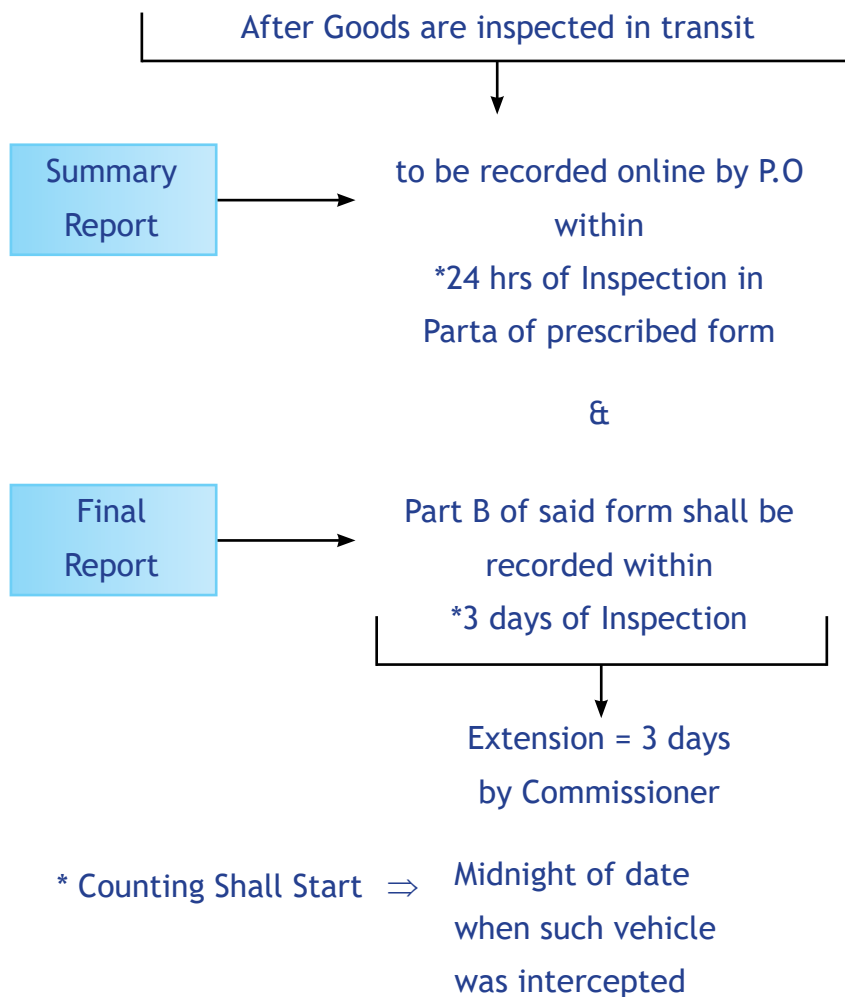 After Goods are inspected in transit
Summary
Report
to be recorded online by P.O
within
*24 hrs of Inspection in
Parta of prescribed form
&
Final
Report
Part B of said form shall be
recorded within
*3 days of Inspection
Extension = 3 days
by Commissioner
* Counting Shall Start ⇒ Midnight of date
when such vehicle
was intercepted